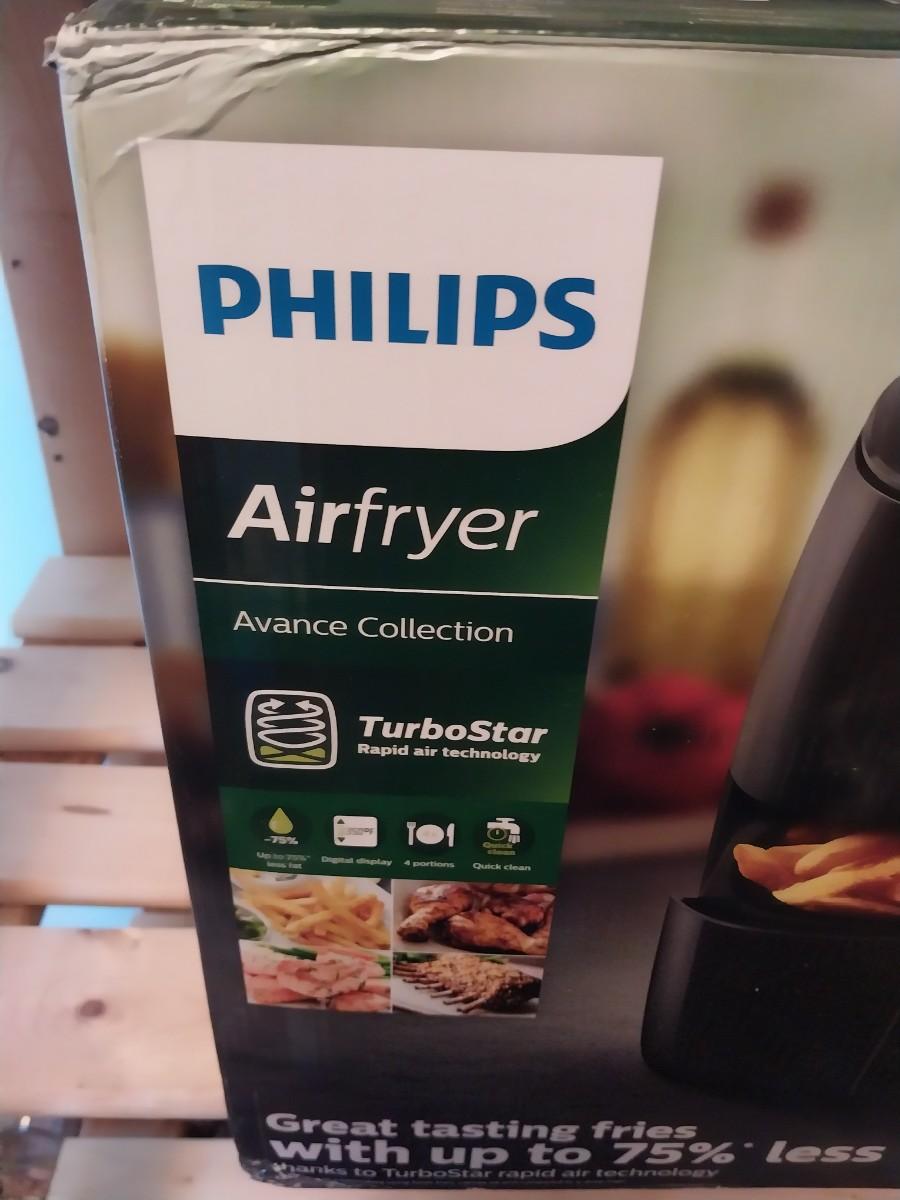 PHILIPS
Airfryer
Avance Collection
TurboStar
Rapid air technology
-75%
Up to 75%*
less fat
Digital display
4 portions
Quick
clean
Quick clean
Great tasting fries
with up to 75%* less
thanks to TurboStar rapid air technology